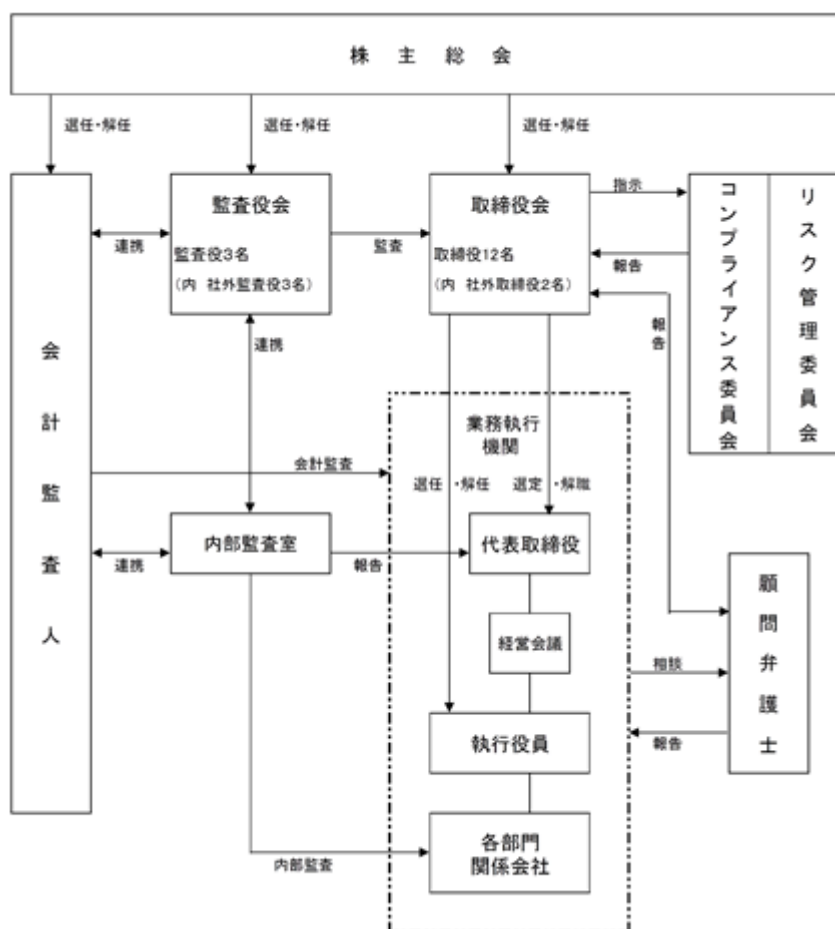 株主総会
選任・解任
選任・解任
選任・解任
会計監査人
監査役会
監査役3名
(内 社外監査役3名)
取締役会
取締役12名
(内 社外取締役2名)
コンプライアンス委員会
リスク管理委員会
連携
監査
指示
報告
報告
連携
業務執行
機関
会計監査
選任・解任
選定・解職
内部監査室
連携
報告
代表取締役
経営会議
執行役員
各部門
関係会社
内部監査
顧問弁護士
相談
報告